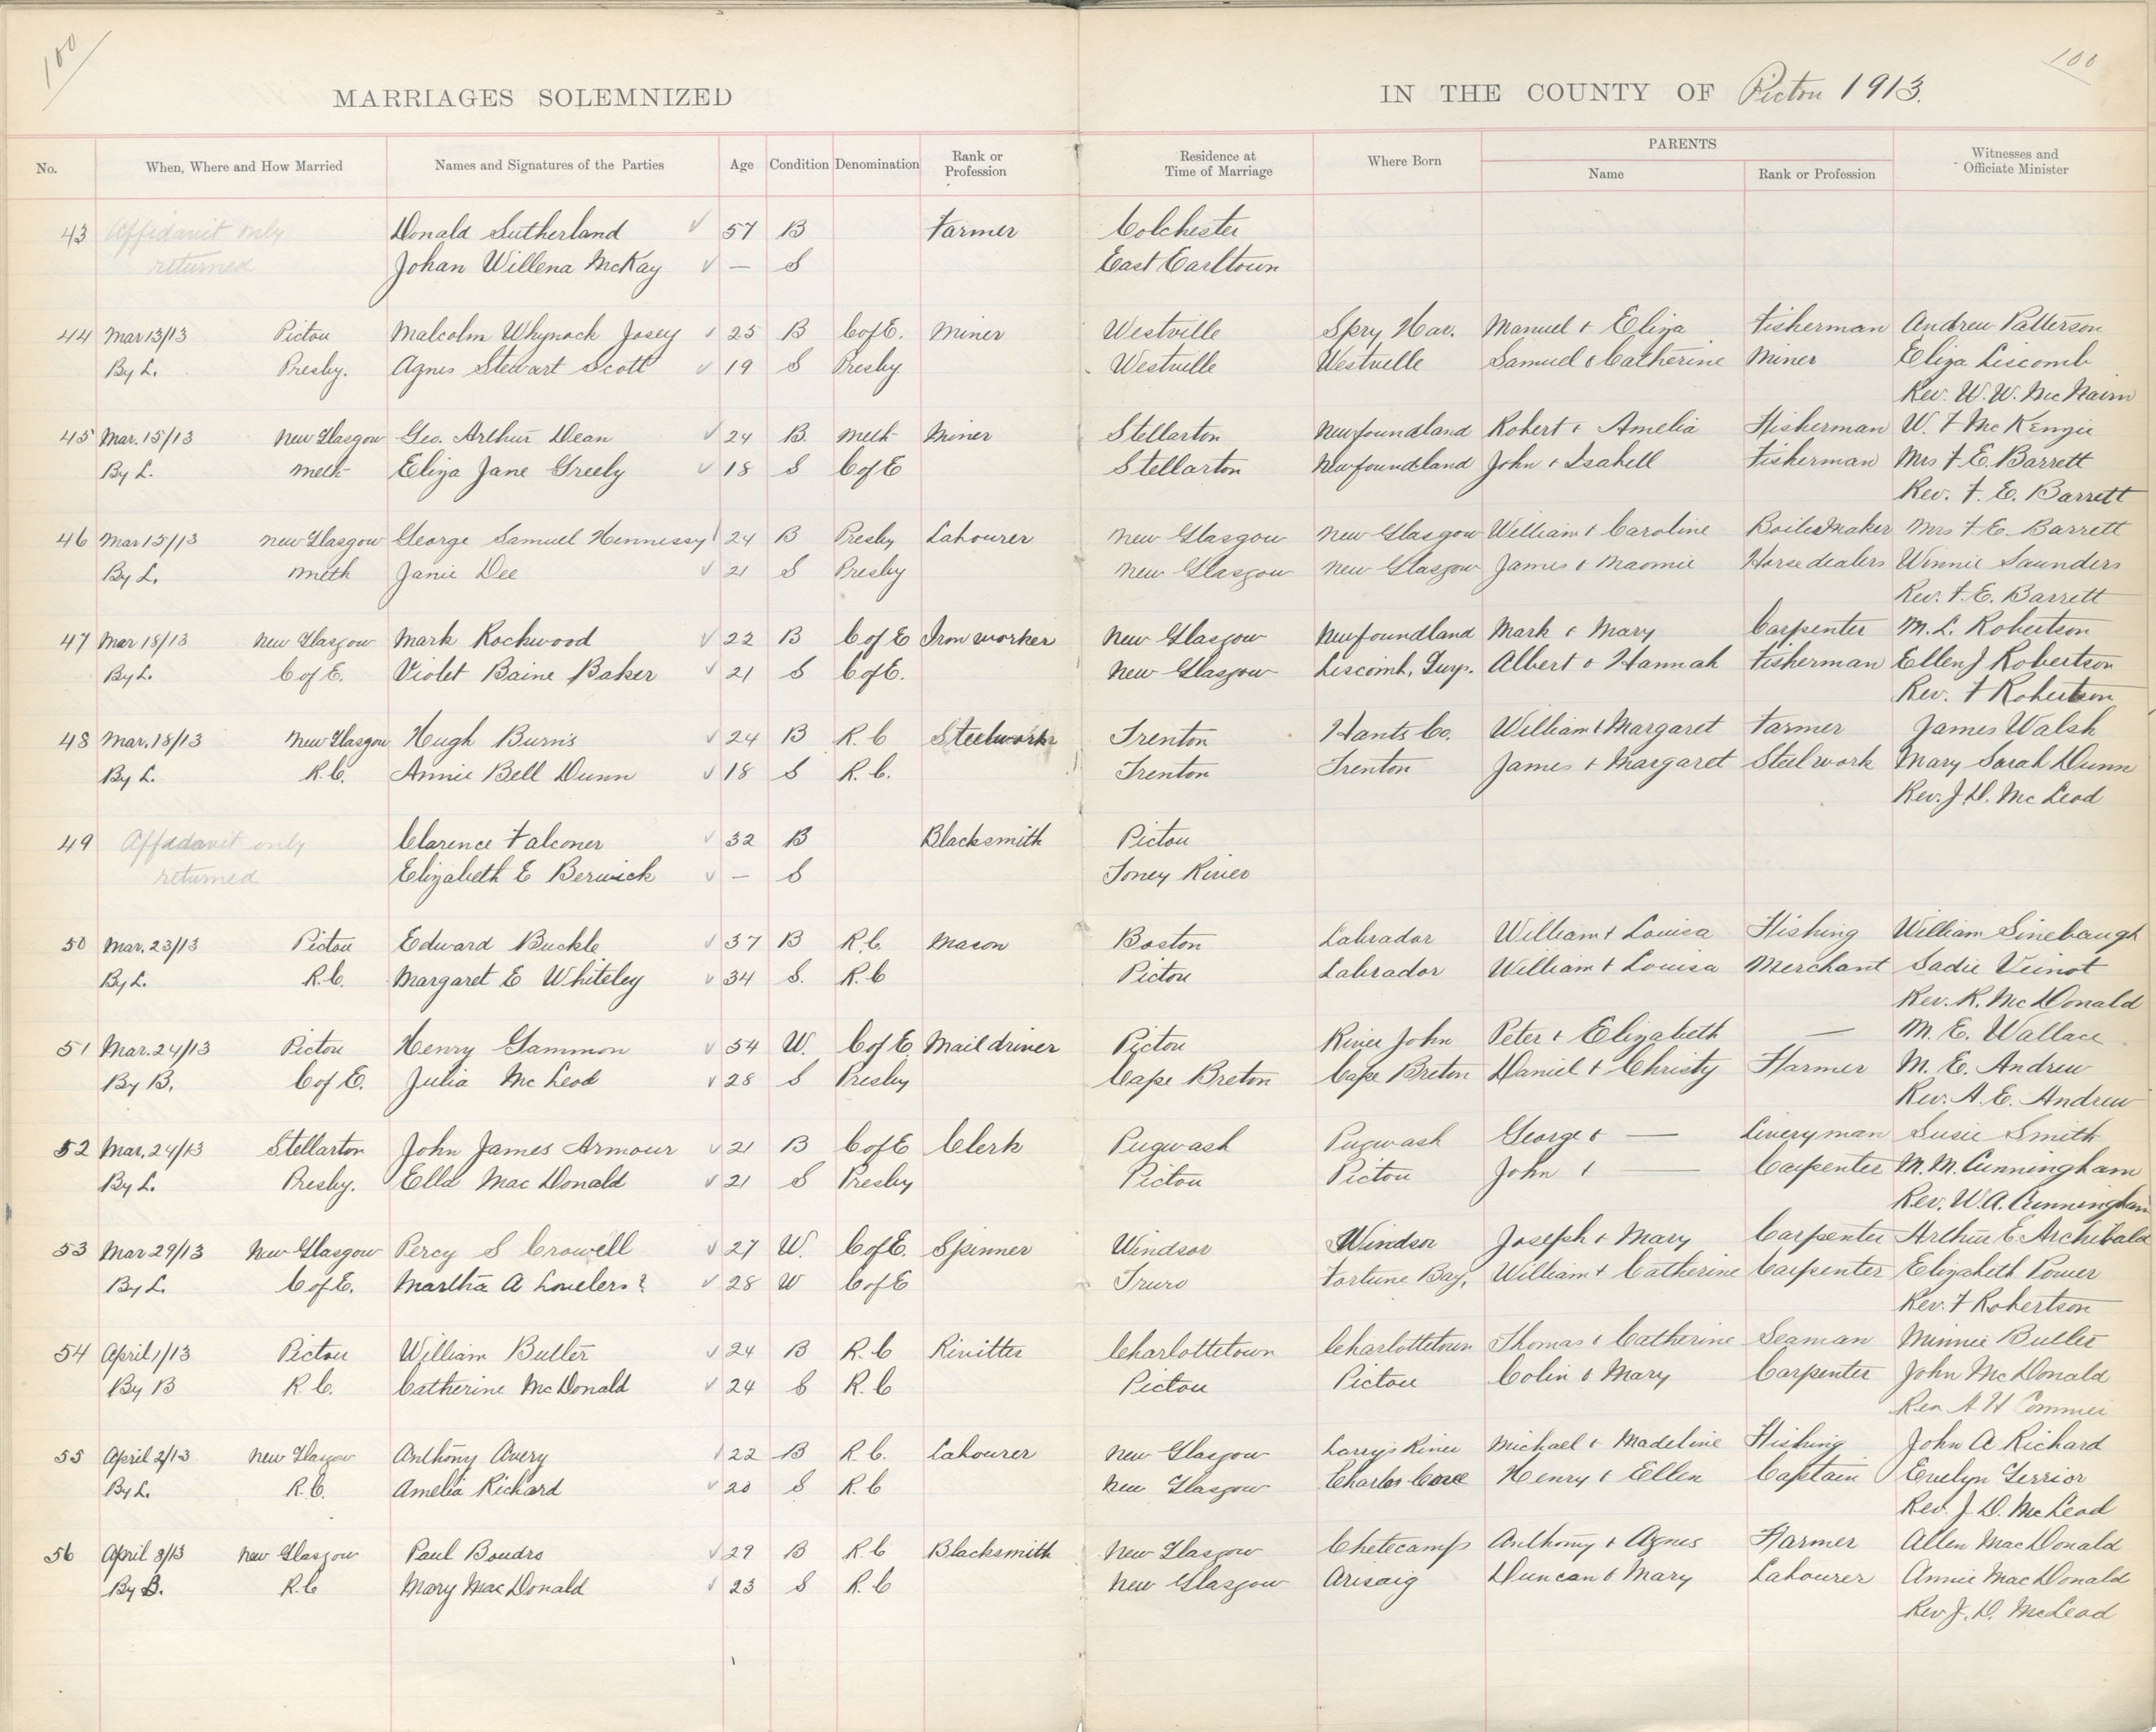 100
100
MARRIAGES SOLEMNIZED IN THE COUNTY OF Pictou 1913.
No. When, Where and How Married Names and Signatures of the Parties Age Condition Denomination Rank or Profession Residence at Time of Marriage Where Born PARENTS Name Rank or Profession Witnesses and Officiate Minister
43 Affidavit only Donald Sutherland 57 B Farmer Colchester
returned Johan Willena McKay — S East Earltown
44 Mar 13/13 Pictou Malcolm Whynock Josey 25 B C of E. Miner Westville Spry Har. Manuel & Eliza Fisherman Andrew Patterson
By L. Presby. Agnes Stewart Scott 19 S Presby Westville Westville Samuel & Catherine Miner Eliza Liscomb
Rev. W. W. McNairn
45 Mar. 15/13 New Glasgow Geo. Arthur Dean 24 B. Meth Miner Stellarton Newfoundland Robert & Amelia Fisherman W. F McKenzie
By L. Meth Eliza Jane Greely 18 S C of E Stellarton Newfoundland John & Isabell Fisherman Mrs F. E. Barrett
Rev. F. E. Barrett
46 Mar 15/13 New Glasgow George Samuel Hennessy 24 B Presby Labourer New Glasgow New Glasgow William & Caroline Boilermaker Mrs F. E. Barrett
By L. Meth Janie Dee 21 S Presby New Glasgow New Glasgow James & Naomie Horse dealers Winnie Saunders
Rev. F. E. Barrett
47 Mar 18/13 New Glasgow Mark Rockwood 22 B C of E Iron worker New Glasgow Newfoundland Mark & Mary Carpenter M. L. Robertson
By L. C of E. Violet Baine Baker 21 S C of E. New Glasgow Liscomb, Guys. Albert & Hannah Fisherman Ellen J Robertson
Rev. F Robertson
48 Mar. 18/13 New Glasgow Hugh Burns 24 B R. C Steelworks Trenton Hants Co. William & Margaret Farmer James Walsh
By L. R. C. Annie Bell Dunn 18 S R. C. Trenton Trenton James & Margaret Steel work Mary Sarah Dunn
Rev. J. D. McLeod
49 Affidavit only Clarence Falconer 32 B Blacksmith Pictou
returned Elizabeth E Berwick — S Toney River
50 Mar. 23/13 Pictou Edward Buckle 37 B R. C. Mason Boston Labrador William & Louisa Fishing William Sinebaugh
By L. R. C. Margaret E Whiteley 34 S. R. C Pictou Labrador William & Louisa Merchant Sadie Veinot
Rev. R. McDonald
51 Mar. 24/13 Pictou Henry Gammon 54 W. C of E Mail driver Pictou River John Peter & Elizabeth — M. E. Wallace
By B. C of E. Julia McLeod 28 S Presby Cape Breton Cape Breton Daniel & Christy Farmer M. E. Andrew
Rev. A. E. Andrew
52 Mar. 24/13 Stellarton John James Armour 21 B C of E Clerk Pugwash Pugwash George & — Liveryman Susie Smith
By L. Presby. Ella MacDonald 21 S Presby Pictou Pictou John & — Carpenter M. M. Cunningham
Rev. W. A. Cunningham
53 Mar 29/13 New Glasgow Percy S Crowell 27 W. C of E. Spinner Windsor Windsor Joseph & Mary Carpenter Arthur E. Archibald
By L. C of E. Martha A Lovelers? 28 W C of E Truro Fortune Bay, William & Catherine Carpenter Elizabeth Power
Rev. F Robertson
54 April 1/13 Pictou William Butler 24 B R. C Rivitter Charlottetown Charlottetown Thomas & Catherine Seaman Minnie Butler
By B R. C. Catherine McDonald 24 S R. C Pictou Pictou Colin & Mary Carpenter John McDonald
Rev A H
55 April 2/13 New Glasgow Anthony Avery 22 B R. C. Labourer New Glasgow Larry's River Michael & Madeline Fishing John A Richard
By L. R. C. Amelia Richard 20 S R. C New Glasgow Charlos Cove Henry & Ellen Captain Evelyn Gerrior
Rev. J. D. McLeod
56 April 8/13 New Glasgow Paul Boudro 29 B R. C Blacksmith New Glasgow Chetecamps Anthony & Agnes Farmer Allen MacDonald
By B. R. C Mary MacDonald 23 S R. C New Glasgow Arisaig Duncan & Mary Labourer Annie MacDonald
Rev J. D. McLeod